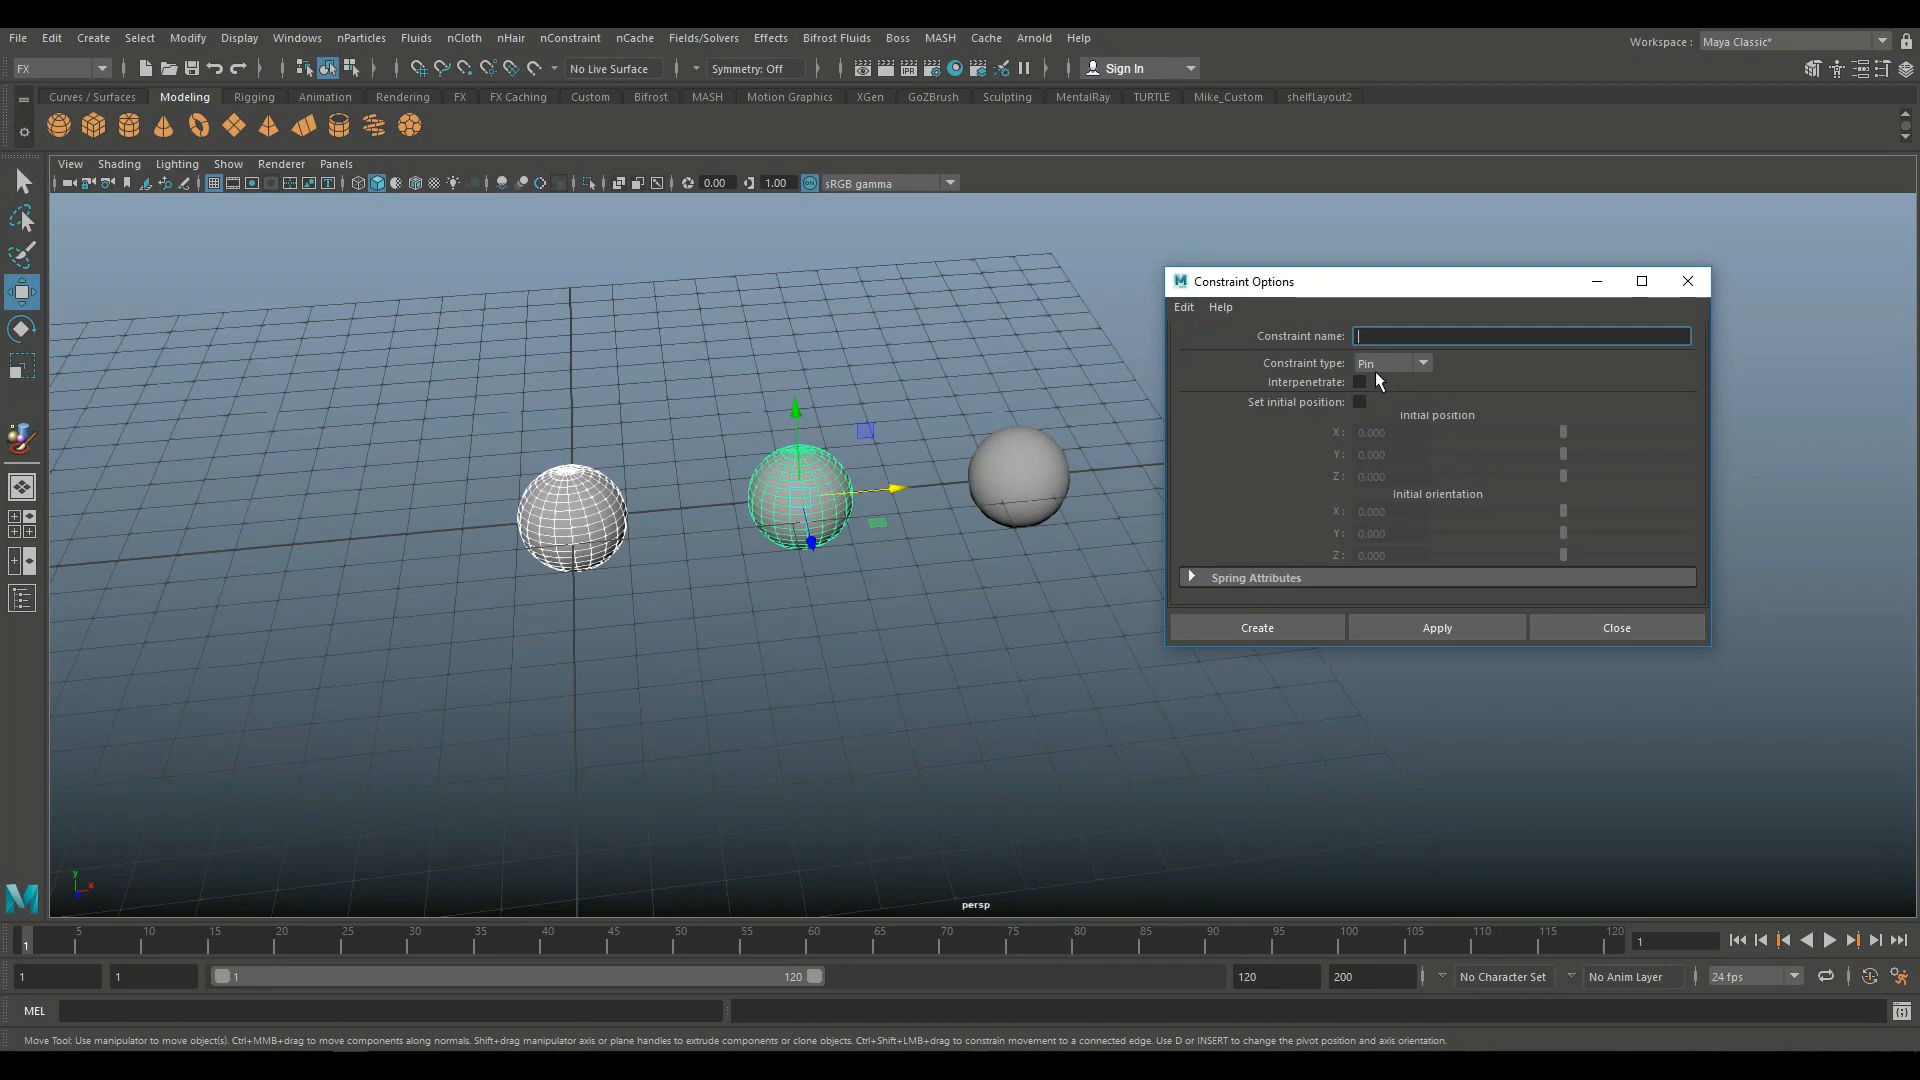 File Edit Create Select Modify Display Windows nParticles Fluids nCloth nHair nConstraint nCache Fields/Solvers Effects Bifrost Fluids Boss MASH Cache Arnold Help Workspace : Maya Classic*
FX No Live Surface Symmetry: Off Sign In
Curves / Surfaces Modeling Rigging Animation Rendering FX FX Caching Custom Bifrost MASH Motion Graphics XGen GoZBrush Sculpting MentalRay TURTLE Mike_Custom shelfLayout2
View Shading Lighting Show Renderer Panels
0.00 1.00 ON sRGB gamma
M Constraint Options
Edit Help
Constraint name:
Constraint type: Pin
Interpenetrate:
Set initial position:
Initial position
X: 0.000
Y: 0.000
Z: 0.000
Initial orientation
X: 0.000
Y: 0.000
Z: 0.000
Spring Attributes
Create Apply Close
y x
persp
1 5 10 15 20 25 30 35 40 45 50 55 60 65 70 75 80 85 90 95 100 105 110 115 120 1
1 1 1 120 120 200 No Character Set No Anim Layer 24 fps
MEL
Move Tool: Use manipulator to move object(s). Ctrl+MMB+drag to move components along normals. Shift+drag manipulator axis or plane handles to extrude components or clone objects. Ctrl+Shift+LMB+drag to constrain movement to a connected edge. Use D or INSERT to change the pivot position and axis orientation.